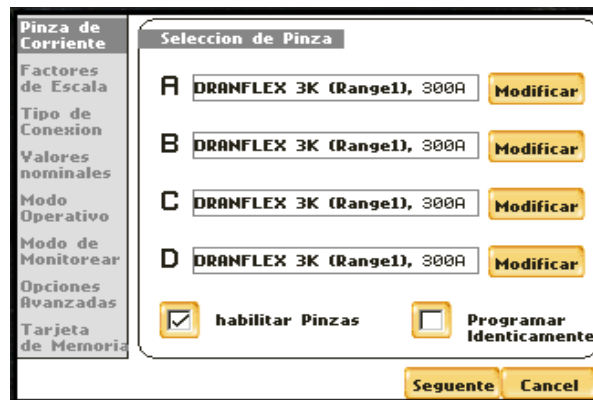 Pinza de
Corriente
Factores
de Escala
Tipo de
Conexion
Valores
nominales
Modo
Operativo
Modo de
Monitorear
Opciones
Avanzadas
Tarjeta
de Memoria
Seleccion de Pinza
A DRANFLEX 3K (Range1), 300A Modificar
B DRANFLEX 3K (Range1), 300A Modificar
C DRANFLEX 3K (Range1), 300A Modificar
D DRANFLEX 3K (Range1), 300A Modificar
habilitar Pinzas
Programar
Identicamente
Seguente Cancel